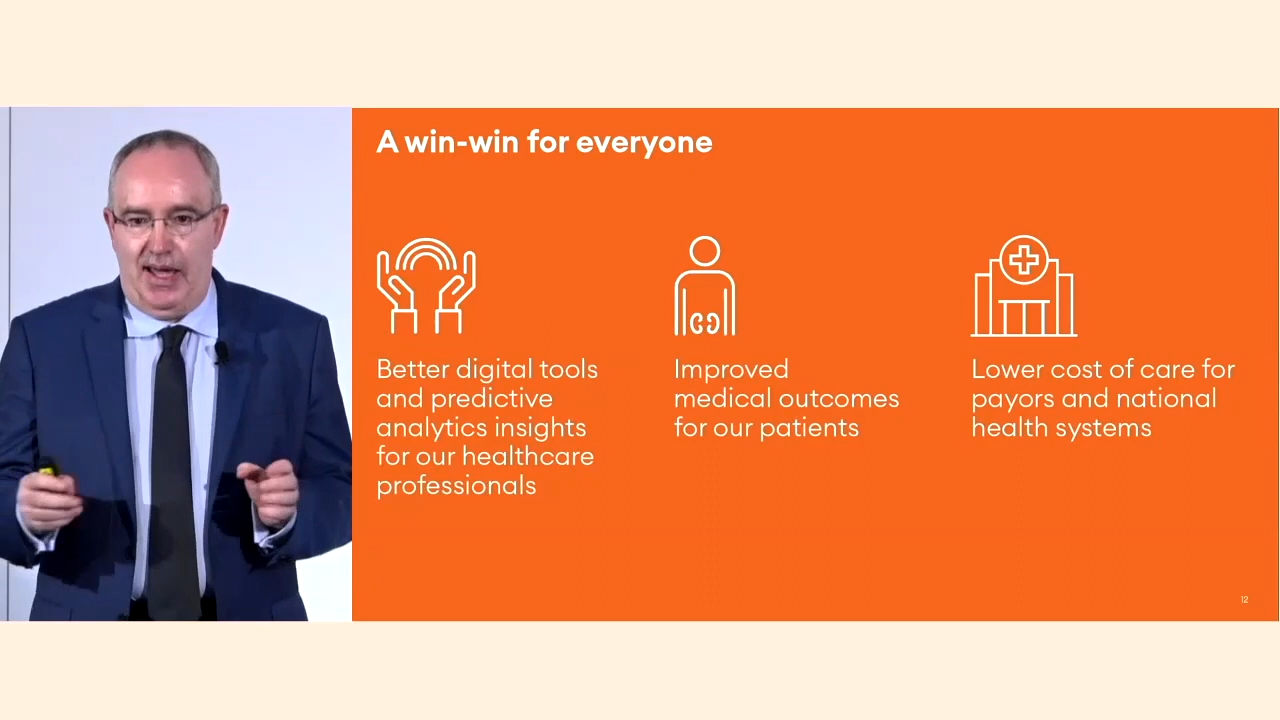 A win-win for everyone
Better digital tools
and predictive
analytics insights
for our healthcare
professionals
Improved
medical outcomes
for our patients
Lower cost of care for
payors and national
health systems
12